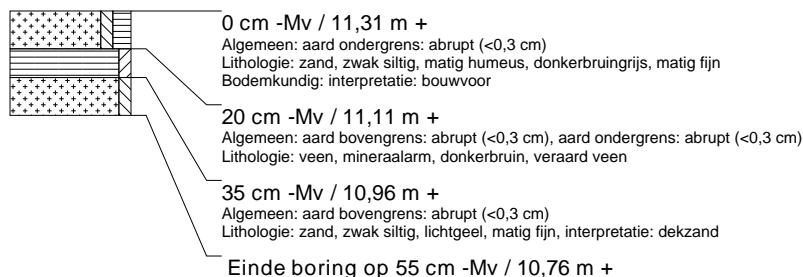 0 cm -Mv / 11,31 m +
Algemeen: aard ondergrens: abrupt (<0,3 cm)
Lithologie: zand, zwak siltig, matig humeus, donkerbruingrijs, matig fijn
Bodemkundig: interpretatie: bouwvoor
20 cm -Mv / 11,11 m +
Algemeen: aard bovengrens: abrupt (<0,3 cm), aard ondergrens: abrupt (<0,3 cm)
Lithologie: veen, mineraalarm, donkerbruin, veraard veen
35 cm -Mv / 10,96 m +
Algemeen: aard bovengrens: abrupt (<0,3 cm)
Lithologie: zand, zwak siltig, lichtgeel, matig fijn, interpretatie: dekzand
Einde boring op 55 cm -Mv / 10,76 m +